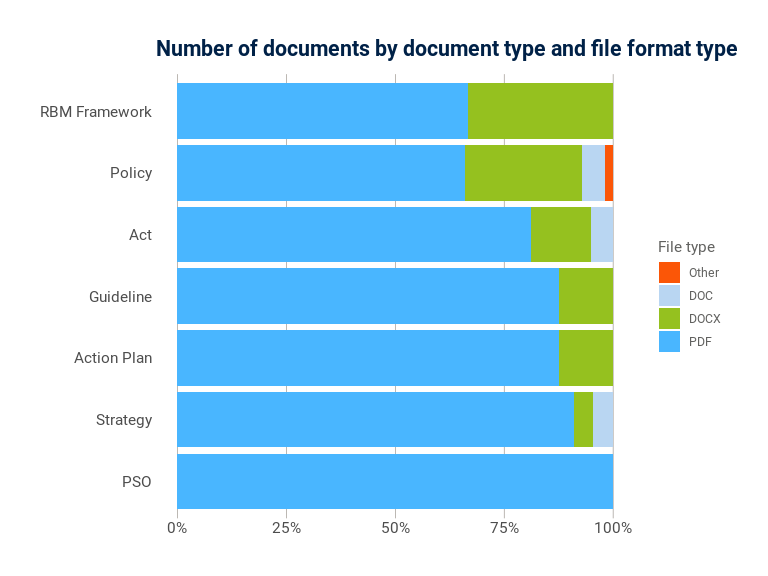 Number of documents by document type and file format type
RBM Framework
Policy
Act
Guideline
Action Plan
Strategy
PSO
0%
25%
50%
75%
100%
File type
Other
DOC
DOCX
PDF